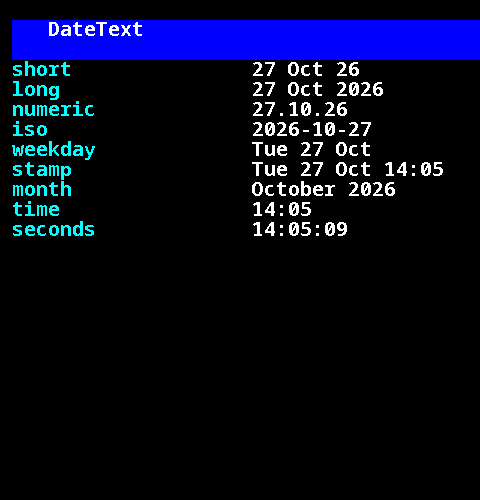 DateText
short 27 Oct 26
long 27 Oct 2026
numeric 27.10.26
iso 2026-10-27
weekday Tue 27 Oct
stamp Tue 27 Oct 14:05
month October 2026
time 14:05
seconds 14:05:09